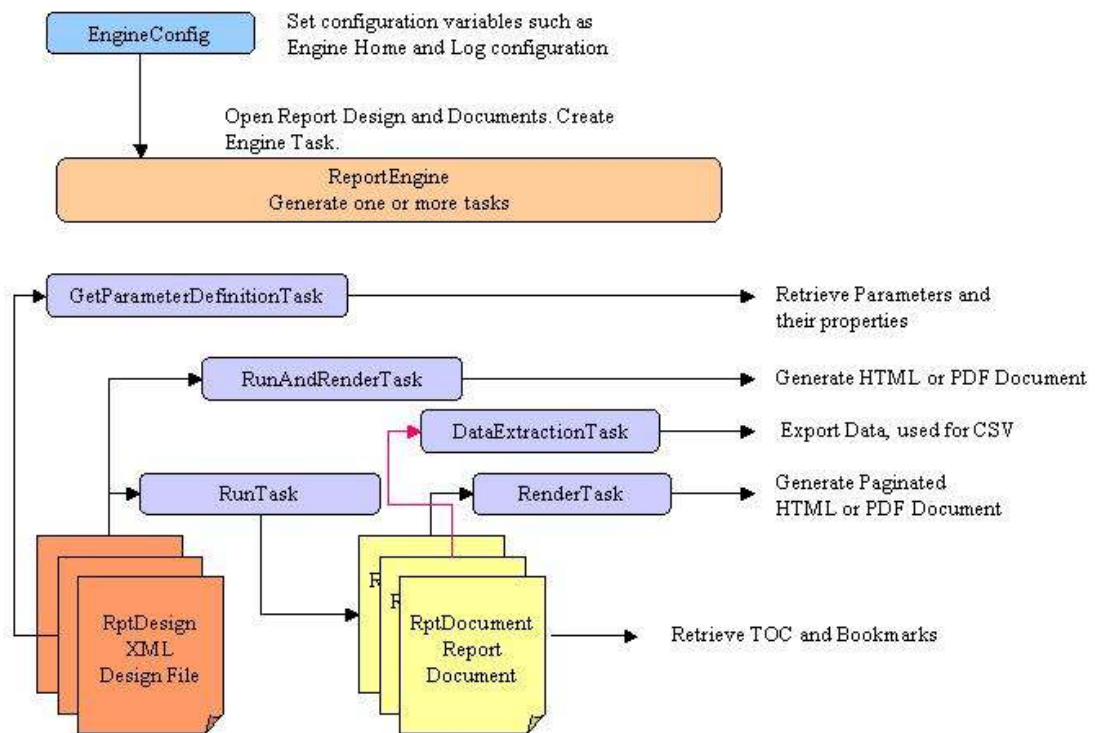 EngineConfig
Set configuration variables such as
Engine Home and Log configuration
Open Report Design and Documents. Create
Engine Task.
ReportEngine
Generate one or more tasks
GetParameterDefinitionTask
Retrieve Parameters and
their properties
RunAndRenderTask
Generate HTML or PDF Document
DataExtractionTask
Export Data, used for CSV
RunTask
RenderTask
Generate Paginated
HTML or PDF Document
R
R
RptDesign
XML
Design File
RptDocument
Report
Document
Retrieve TOC and Bookmarks